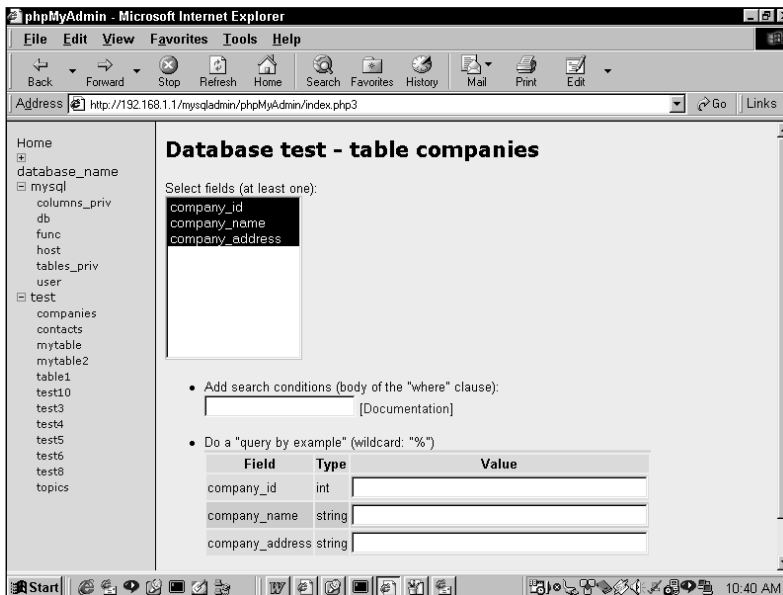 phpMyAdmin - Microsoft Internet Explorer
File Edit View Favorites Tools Help
Back Forward Stop Refresh Home Search Favorites History Mail Print Edit
Address http://192.168.1.1/mysqladmin/phpMyAdmin/index.php3 Go Links
Home
database_name
mysql
columns_priv
db
func
host
tables_priv
user
test
companies
contacts
mytable
mytable2
table1
test10
test3
test4
test5
test6
test8
topics
Database test - table companies
Select fields (at least one):
company_id
company_name
company_address
Add search conditions (body of the "where" clause):
[Documentation]
Do a "query by example" (wildcard: "%")
Field Type Value
company_id int
company_name string
company_address string
Start 10:40 AM